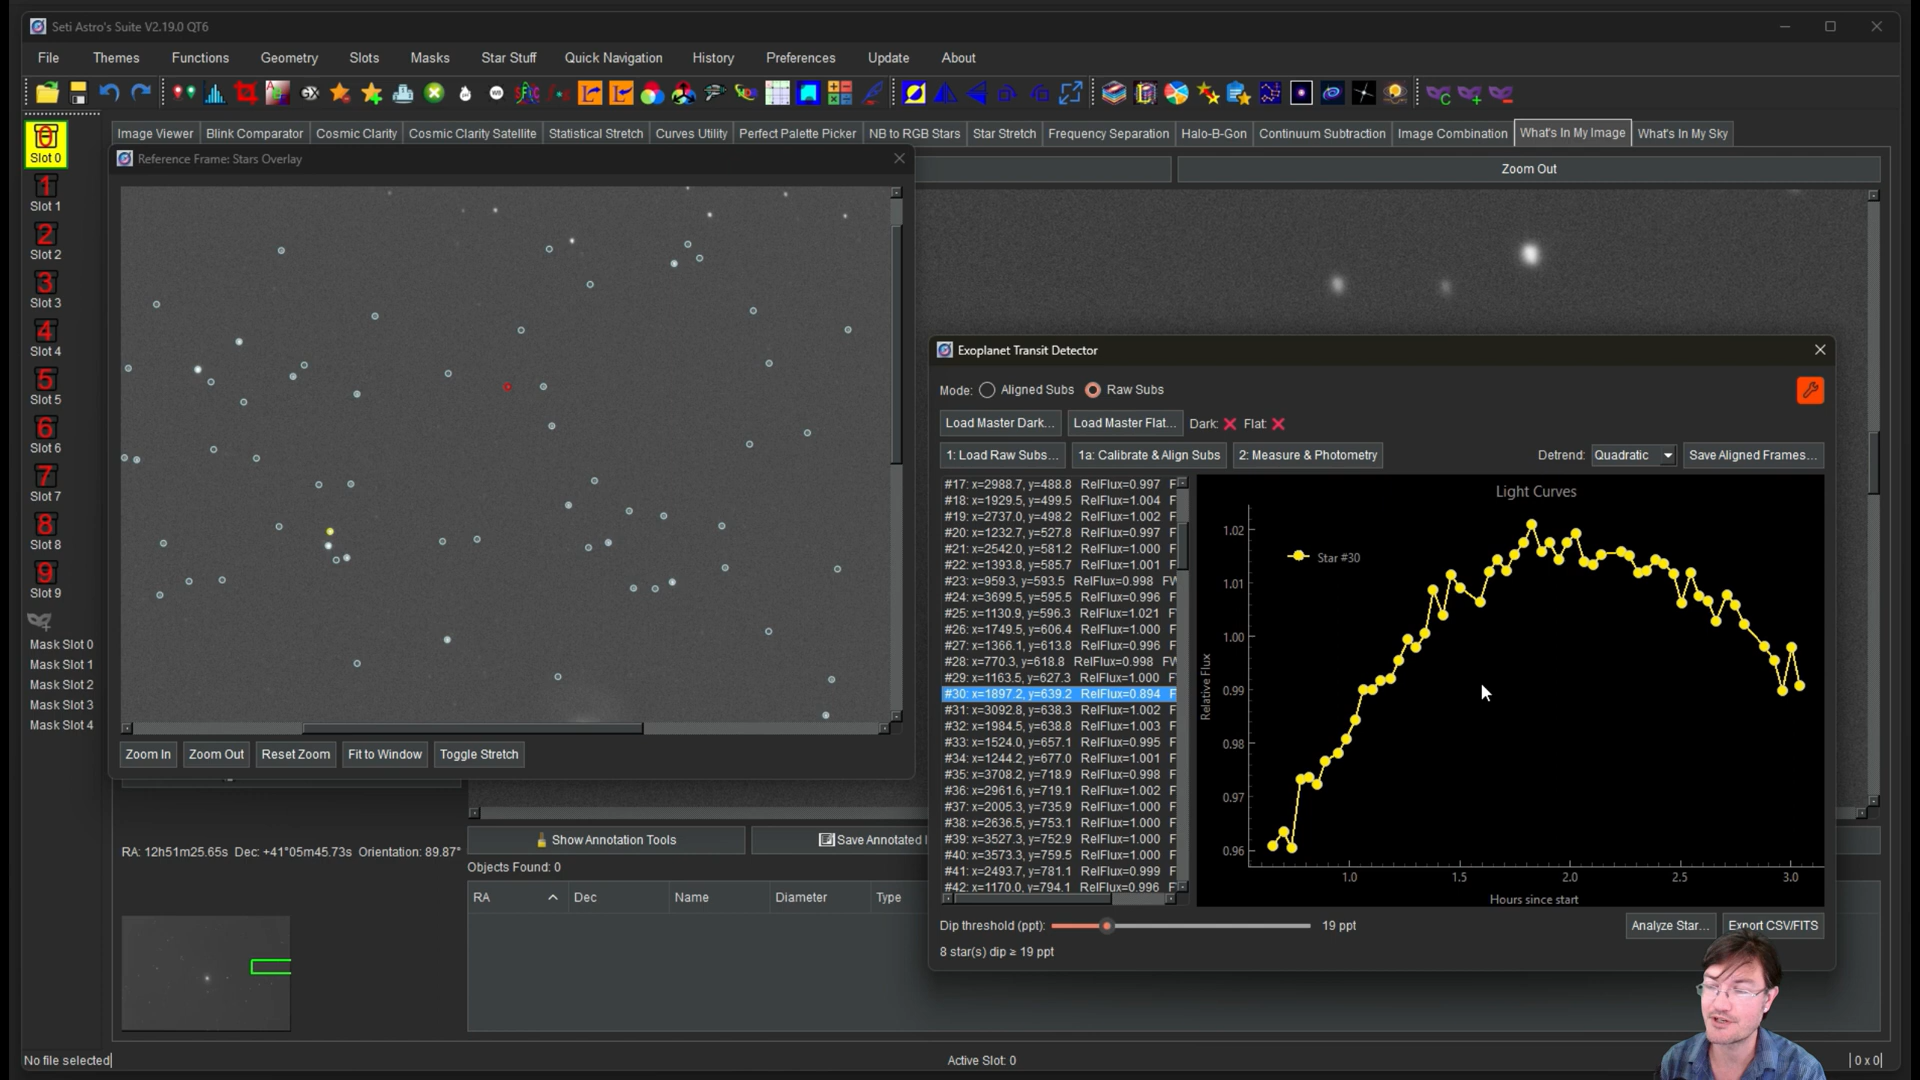 Seti Astro's Suite V2.19.0 QT6
File Themes Functions Geometry Slots Masks Star Stuff Quick Navigation History Preferences Update About
Image Viewer Blink Comparator Cosmic Clarity Cosmic Clarity Satellite Statistical Stretch Curves Utility Perfect Palette Picker NB to RGB Stars Star Stretch Frequency Separation Halo-B-Gon Continuum Subtraction Image Combination What's In My Image What's In My Sky
0
Slot 0
1
Slot 1
2
Slot 2
3
Slot 3
4
Slot 4
5
Slot 5
6
Slot 6
7
Slot 7
8
Slot 8
9
Slot 9
Mask Slot 0
Mask Slot 1
Mask Slot 2
Mask Slot 3
Mask Slot 4
Reference Frame: Stars Overlay
Zoom Out
Zoom In Zoom Out Reset Zoom Fit to Window Toggle Stretch
Exoplanet Transit Detector
Mode: Aligned Subs Raw Subs
Load Master Dark... Load Master Flat... Dark: Flat:
1: Load Raw Subs... 1a: Calibrate & Align Subs 2: Measure & Photometry Detrend: Quadratic Save Aligned Frames...
#17: x=2988.7, y=488.8 RelFlux=0.997 F
#18: x=1929.5, y=499.5 RelFlux=1.004 F
#19: x=2737.0, y=498.2 RelFlux=1.002 F
#20: x=1232.7, y=527.8 RelFlux=0.997 F
#21: x=2542.0, y=581.2 RelFlux=1.000 F
#22: x=1393.8, y=585.7 RelFlux=1.001 F
#23: x=959.3, y=593.5 RelFlux=0.998 FW
#24: x=3699.5, y=595.5 RelFlux=0.996 F
#25: x=1130.9, y=596.3 RelFlux=1.021 F
#26: x=1749.5, y=606.4 RelFlux=1.000 F
#27: x=1366.1, y=613.8 RelFlux=0.996 F
#28: x=770.3, y=618.8 RelFlux=0.998 FW
#29: x=1163.5, y=627.3 RelFlux=1.000 F
#30: x=1897.2, y=639.2 RelFlux=0.894 F
#31: x=3092.8, y=638.3 RelFlux=1.002 F
#32: x=1984.5, y=638.8 RelFlux=1.003 F
#33: x=1524.0, y=657.1 RelFlux=0.995 F
#34: x=1244.2, y=677.0 RelFlux=1.001 F
#35: x=3708.2, y=718.9 RelFlux=0.998 F
#36: x=2961.6, y=719.1 RelFlux=1.002 F
#37: x=2005.3, y=735.9 RelFlux=1.000 F
#38: x=2636.5, y=753.1 RelFlux=1.000 F
#39: x=3527.3, y=752.9 RelFlux=1.000 F
#40: x=3573.3, y=759.5 RelFlux=1.000 F
#41: x=2493.7, y=781.1 RelFlux=0.999 F
#42: x=1170.0, y=794.1 RelFlux=0.996 F
Light Curves
Star #30
Relative Flux
1.02
1.01
1.00
0.99
0.98
0.97
0.96
1.0 1.5 2.0 2.5 3.0
Hours since start
Dip threshold (ppt): 19 ppt
Analyze Star... Export CSV/FITS
8 star(s) dip ≥ 19 ppt
RA: 12h51m25.65s Dec: +41°05m45.73s Orientation: 89.87°
Show Annotation Tools Save Annotated
Objects Found: 0
RA Dec Name Diameter Type
No file selected
Active Slot: 0
0 x 0